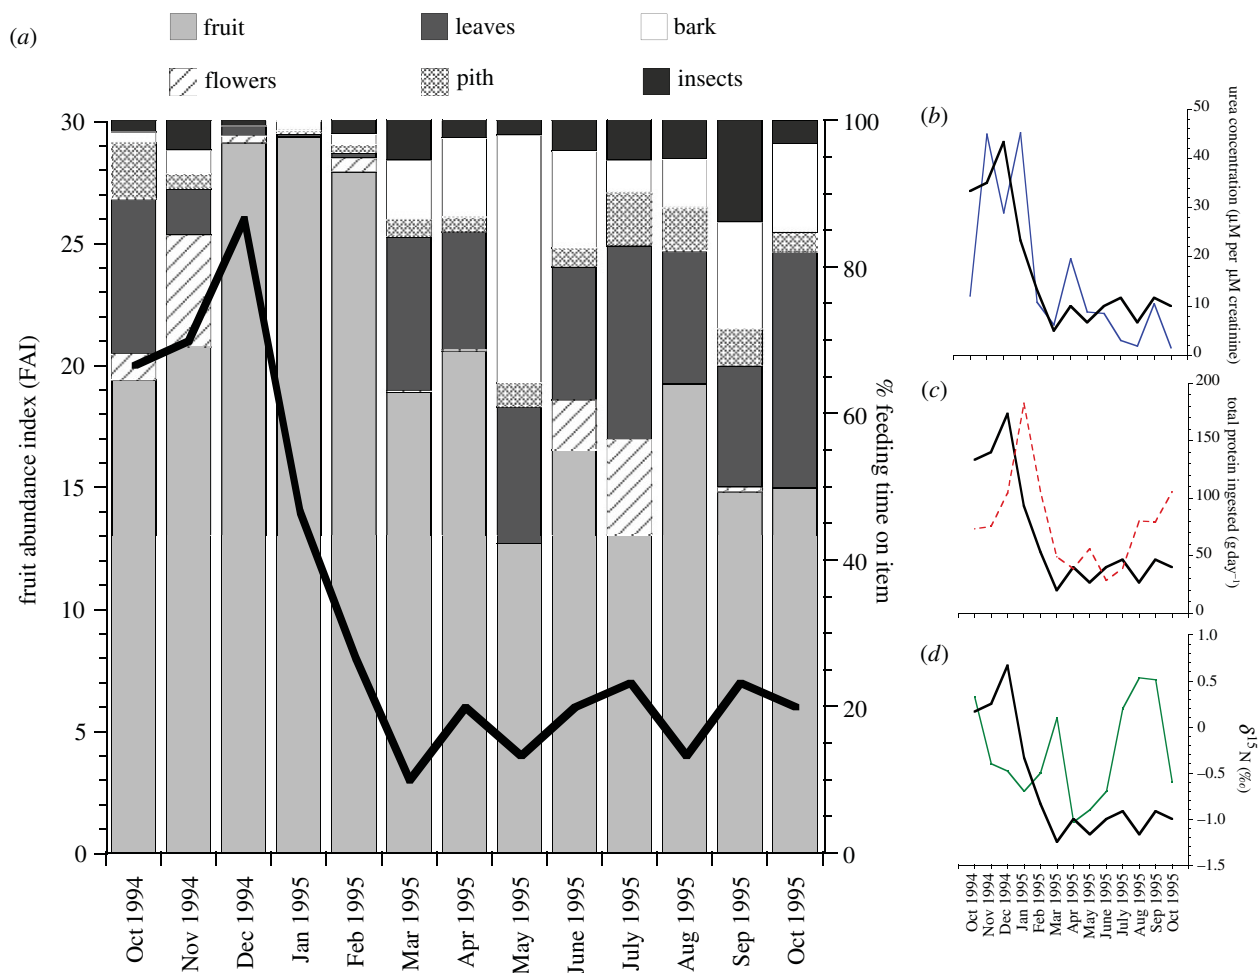 (a)
fruit
leaves
bark
flowers
pith
insects
fruit abundance index (FAI)
30
25
20
15
10
5
0
100
80
60
40
20
0
% feeding time on item
Oct 1994
Nov 1994
Dec 1994
Jan 1995
Feb 1995
Mar 1995
Apr 1995
May 1995
June 1995
July 1995
Aug 1995
Sep 1995
Oct 1995
(b)
50
40
30
20
10
0
urea concentration (μM per μM creatinine)
(c)
200
150
100
50
0
total protein ingested (g day⁻¹)
(d)
1.0
0.5
0
−0.5
−1.0
−1.5
δ¹⁵N (‰)
Oct 1994
Nov 1994
Dec 1994
Jan 1995
Feb 1995
Mar 1995
Apr 1995
May 1995
June 1995
July 1995
Aug 1995
Sep 1995
Oct 1995